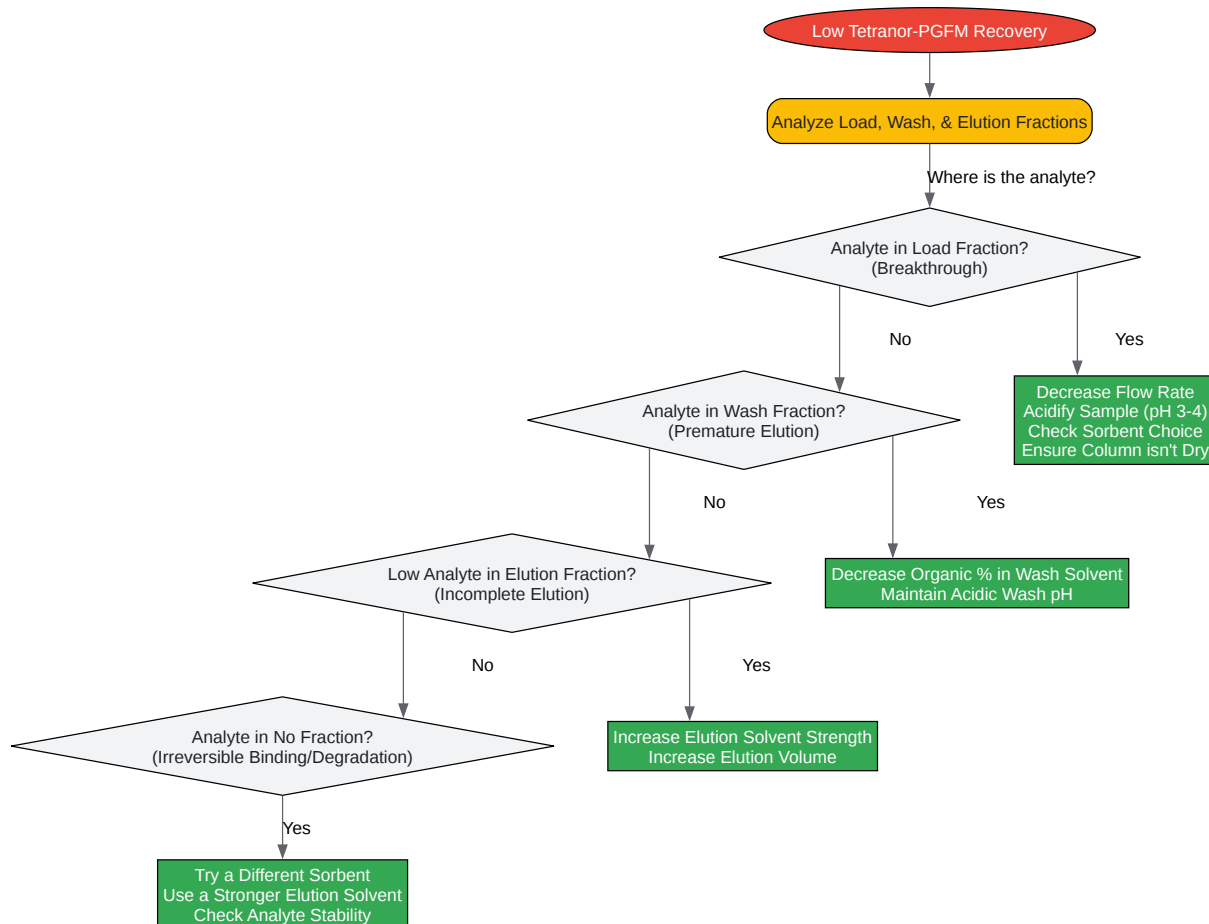 Low Tetranor-PGFM Recovery
Analyze Load, Wash, & Elution Fractions
Where is the analyte?
Analyte in Load Fraction?
(Breakthrough)
No
Yes
Decrease Flow Rate
Acidify Sample (pH 3-4)
Check Sorbent Choice
Ensure Column isn't Dry
Analyte in Wash Fraction?
(Premature Elution)
No
Yes
Decrease Organic % in Wash Solvent
Maintain Acidic Wash pH
Low Analyte in Elution Fraction?
(Incomplete Elution)
No
Yes
Increase Elution Solvent Strength
Increase Elution Volume
Analyte in No Fraction?
(Irreversible Binding/Degradation)
Yes
Try a Different Sorbent
Use a Stronger Elution Solvent
Check Analyte Stability